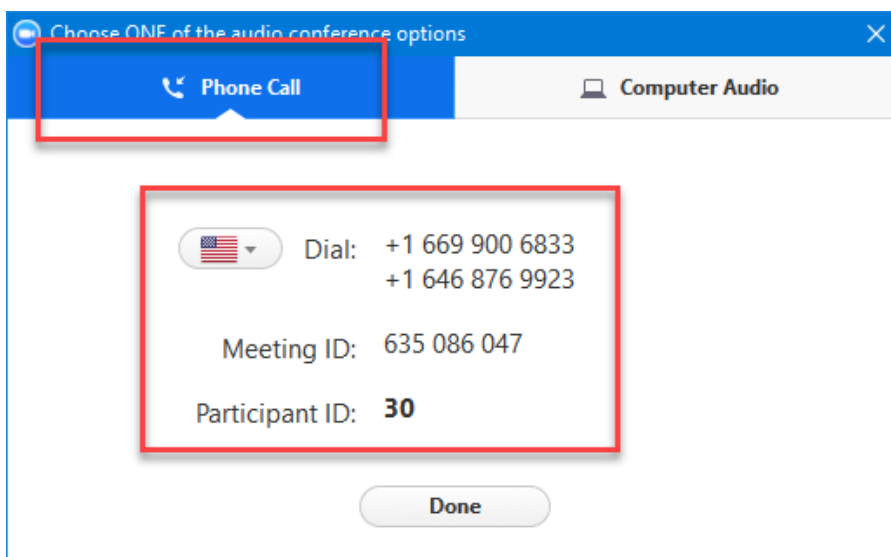 Choose ONE of the audio conference options
Phone Call
Computer Audio
Dial: +1 669 900 6833
+1 646 876 9923
Meeting ID: 635 086 047
Participant ID: 30
Done